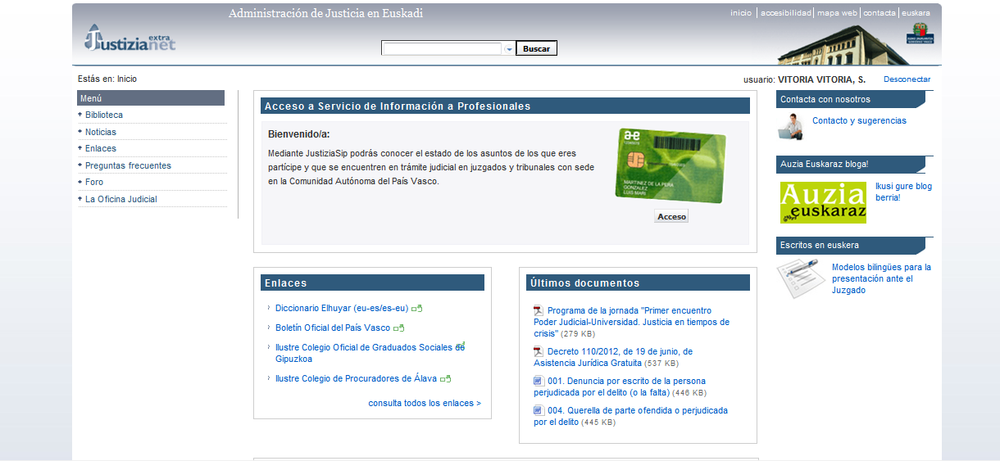 Administración de Justicia en Euskadi
inicio | accesibilidad | mapa web | contacta | euskara
Justizianet extra
Buscar
Estás en: Inicio
usuario: VITORIA VITORIA, S.
Desconectar
Menú
Biblioteca
Noticias
Enlaces
Preguntas frecuentes
Foro
La Oficina Judicial
Acceso a Servicio de Información a Profesionales
Bienvenido/a:
Mediante JustiziaSip podrás conocer el estado de los asuntos de los que eres
partícipe y que se encuentren en trámite judicial en juzgados y tribunales con sede
en la Comunidad Autónoma del País Vasco.
MARTINEZ DE LA PERA
GONZALEZ
LUIS MARI
Acceso
Enlaces
Diccionario Elhuyar (eu-es/es-eu)
Boletín Oficial del País Vasco
Ilustre Colegio Oficial de Graduados Sociales de
Gipuzkoa
Ilustre Colegio de Procuradores de Álava
consulta todos los enlaces >
Últimos documentos
Programa de la jornada "Primer encuentro
Poder Judicial-Universidad. Justicia en tiempos de
crisis" (279 KB)
Decreto 110/2012, de 19 de junio, de
Asistencia Jurídica Gratuita (537 KB)
001. Denuncia por escrito de la persona
perjudicada por el delito (o la falta) (446 KB)
004. Querella de parte ofendida o perjudicada
por el delito (445 KB)
Contacta con nosotros
Contacto y sugerencias
Auzia Euskaraz bloga!
Auzia
euskaraz
Ikusi gure blog
berria!
Escritos en euskera
Modelos bilingües para la
presentación ante el
Juzgado